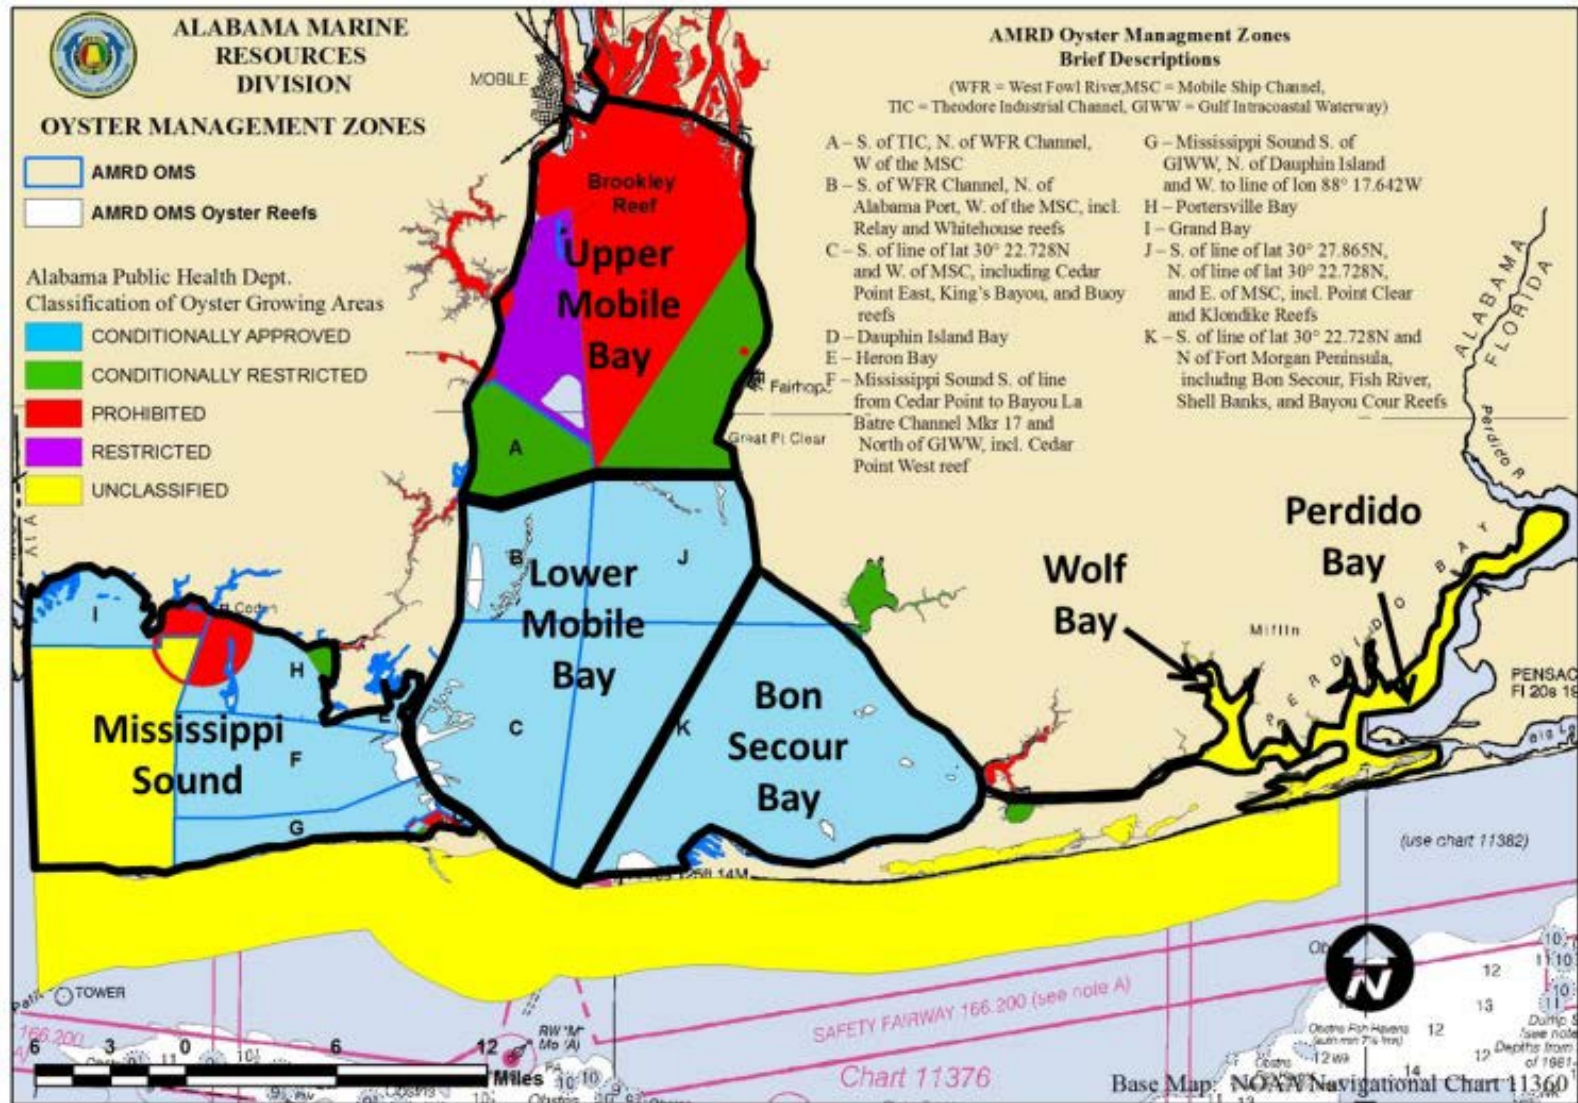 ALABAMA MARINE
RESOURCES
DIVISION
OYSTER MANAGEMENT ZONES
AMRD OMS
AMRD OMS Oyster Reefs
Alabama Public Health Dept.
Classification of Oyster Growing Areas
CONDITIONALLY APPROVED
CONDITIONALLY RESTRICTED
PROHIBITED
RESTRICTED
UNCLASSIFIED
AMRD Oyster Managment Zones
Brief Descriptions
(WFR = West Fowl River,MSC = Mobile Ship Channel,
TIC = Theodore Industrial Channel, GIWW = Gulf Intracoastal Waterway)
A – S. of TIC, N. of WFR Channel,
W of the MSC
B – S. of WFR Channel, N. of
Alabama Port, W. of the MSC, incl.
Relay and Whitehouse reefs
C – S. of line of lat 30° 22.728N
and W. of MSC, including Cedar
Point East, King's Bayou, and Buoy
reefs
D – Dauphin Island Bay
E – Heron Bay
F – Mississippi Sound S. of line
from Cedar Point to Bayou La
Batre Channel Mkr 17 and
North of GIWW, incl. Cedar
Point West reef
G – Mississippi Sound S. of
GIWW, N. of Dauphin Island
and W. to line of lon 88° 17.642W
H – Portersville Bay
I – Grand Bay
J – S. of line of lat 30° 27.865N,
N. of line of lat 30° 22.728N,
and E. of MSC, incl. Point Clear
and Klondike Reefs
K – S. of line of lat 30° 22.728N and
N of Fort Morgan Peninsula,
includng Bon Secour, Fish River,
Shell Banks, and Bayou Cour Reefs
MOBILE
Brookley
Reef
Upper
Mobile
Bay
Fairhope
Great Pt Clear
A
B
J
Lower
Mobile
Bay
C
K
Bon
Secour
Bay
I
H
E
Mississippi
Sound
F
G
Wolf
Bay
Perdido
Bay
Mifflin
PERDIDO BAY
ALABAMA
FLORIDA
Perdido R
PENSAC
Fl 20s
(use chart 11382)
TOWER
166.200
SAFETY FAIRWAY 166.200 (see note A)
RW "M"
Mo (A)
Chart 11376
6 3 0 6 12
Miles
N
Base Map: NOAA Navigational Chart 11360